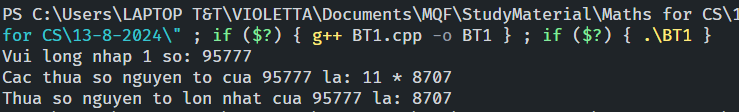 PS C:\Users\LAPTOP T&T\VIOLETTA\Documents\MQF\StudyMaterial\Maths for CS\1
for CS\13-8-2024\" ; if ($?) { g++ BT1.cpp -o BT1 } ; if ($?) { .\BT1 }
Vui long nhap 1 so: 95777
Cac thua so nguyen to cua 95777 la: 11 * 8707
Thua so nguyen to lon nhat cua 95777 la: 8707